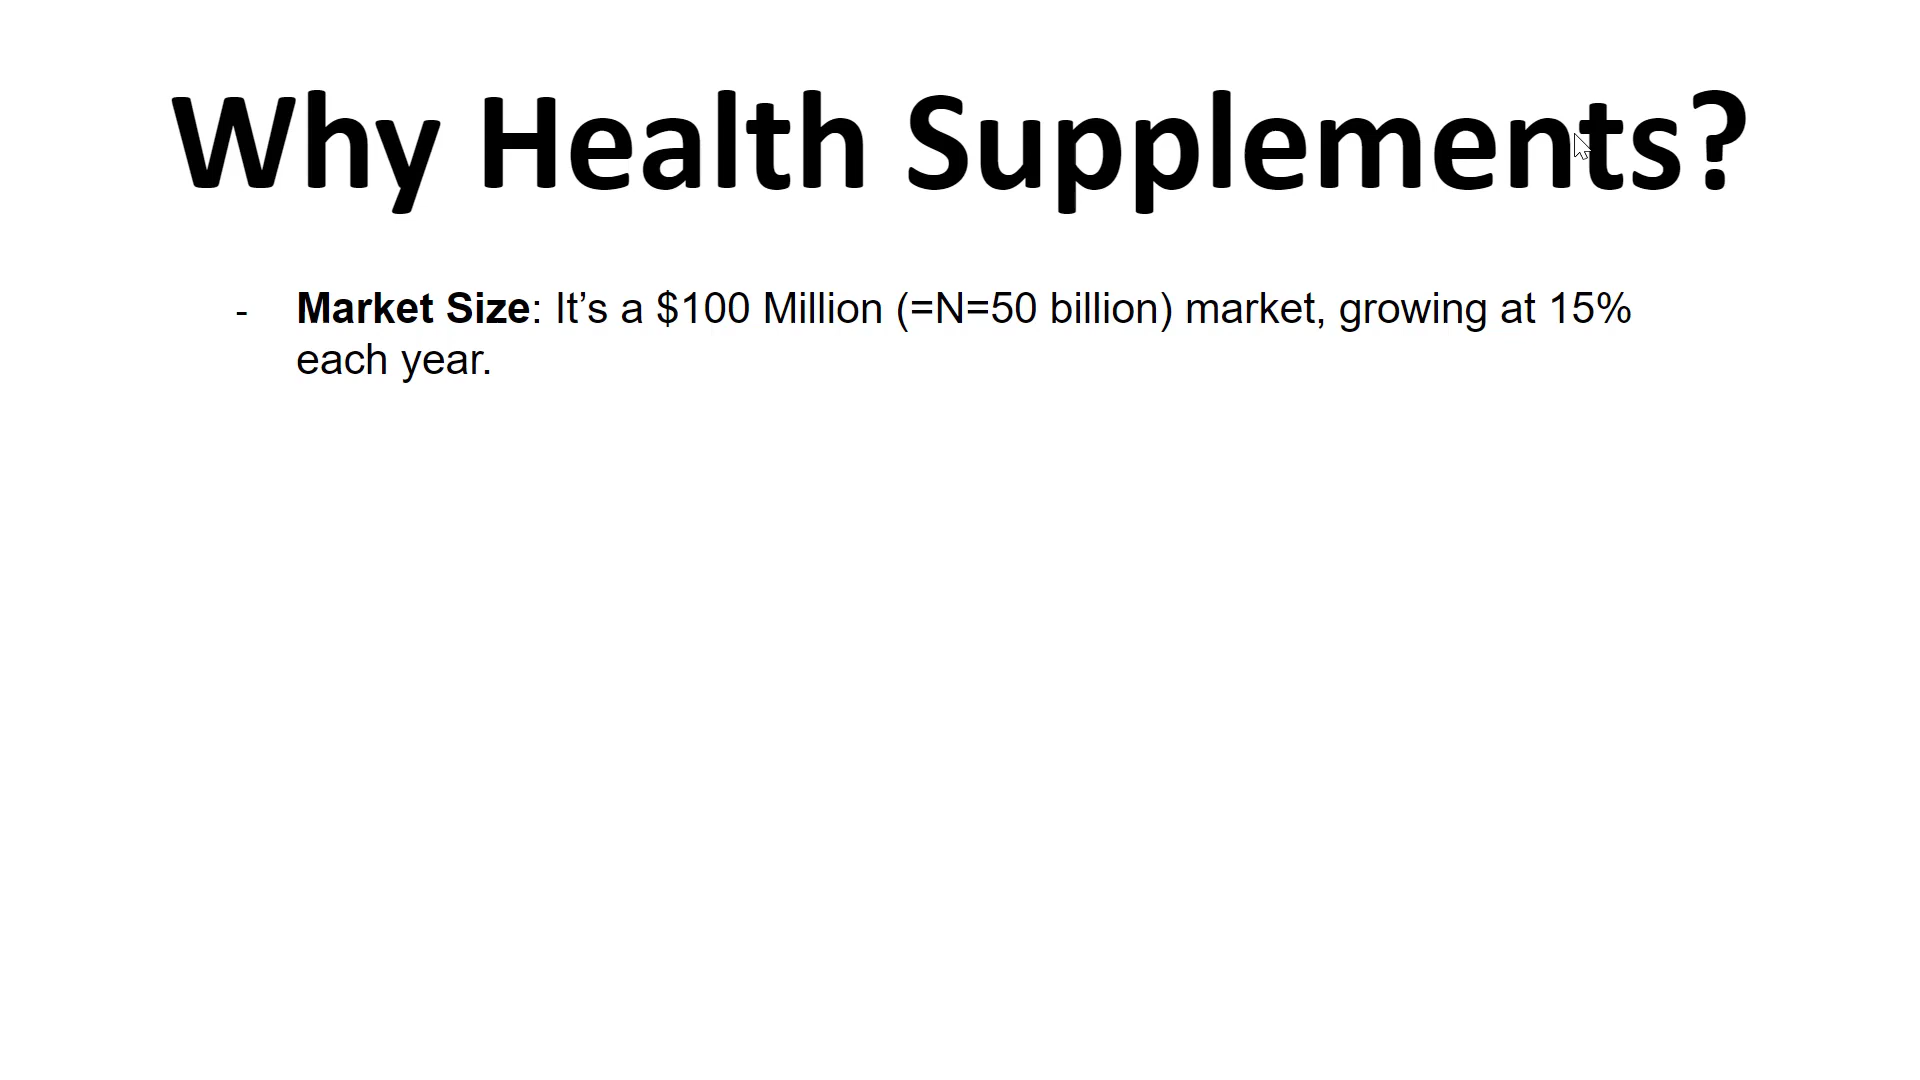 Why Health Supplements?
- Market Size: It’s a $100 Million (=N=50 billion) market, growing at 15%
each year.